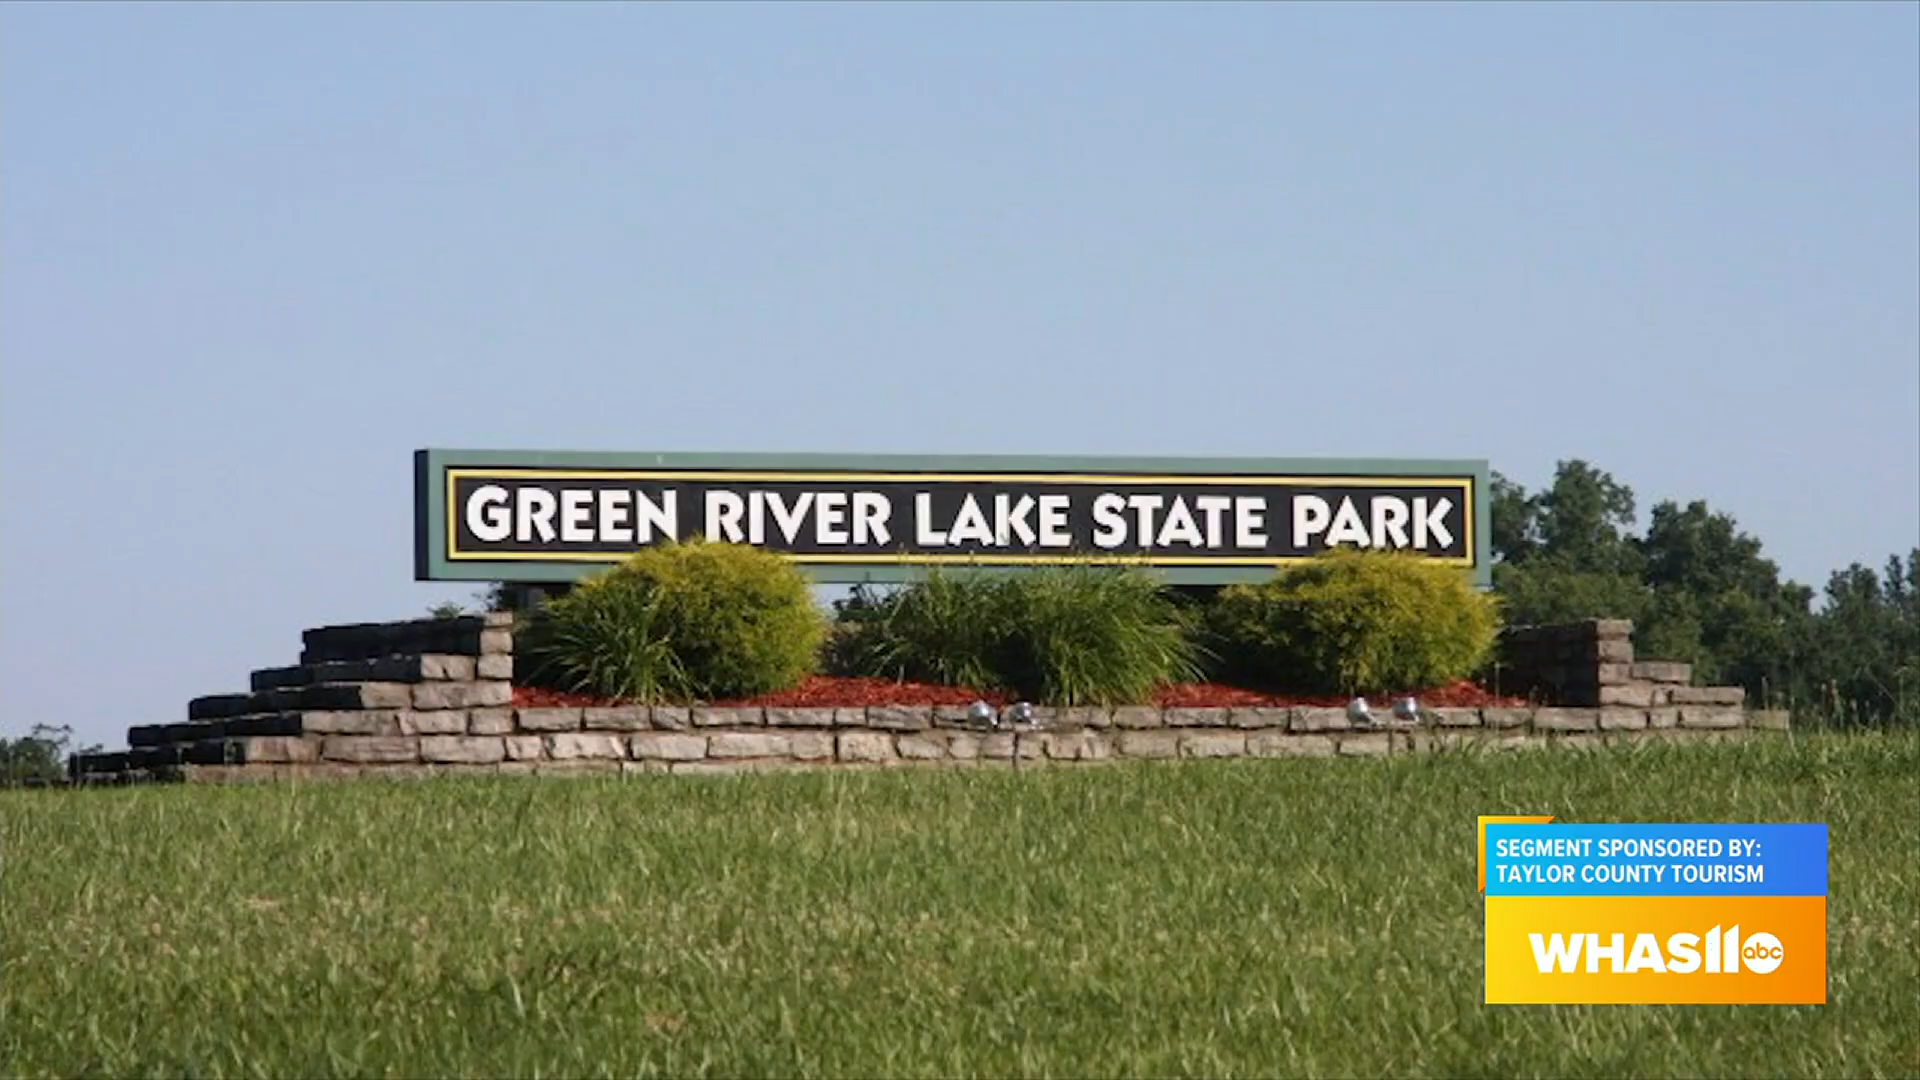 GREEN RIVER LAKE STATE PARK
SEGMENT SPONSORED BY:
TAYLOR COUNTY TOURISM
WHAS11 abc